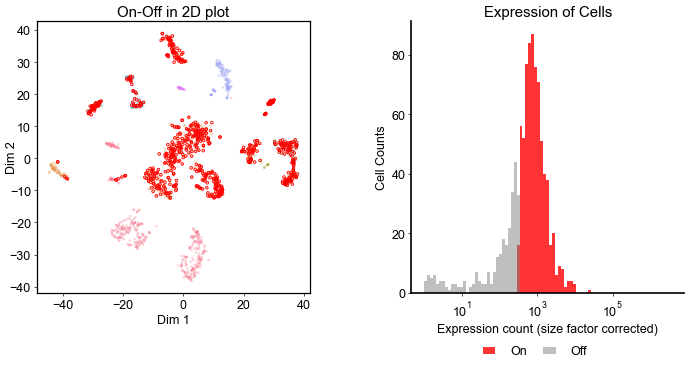 On-Off in 2D plot
40
30
20
10
0
−10
−20
−30
−40
Dim 2
−40 −20 0 20 40
Dim 1
Expression of Cells
80
60
40
20
0
Cell Counts
10^1 10^3 10^5
Expression count (size factor corrected)
On Off